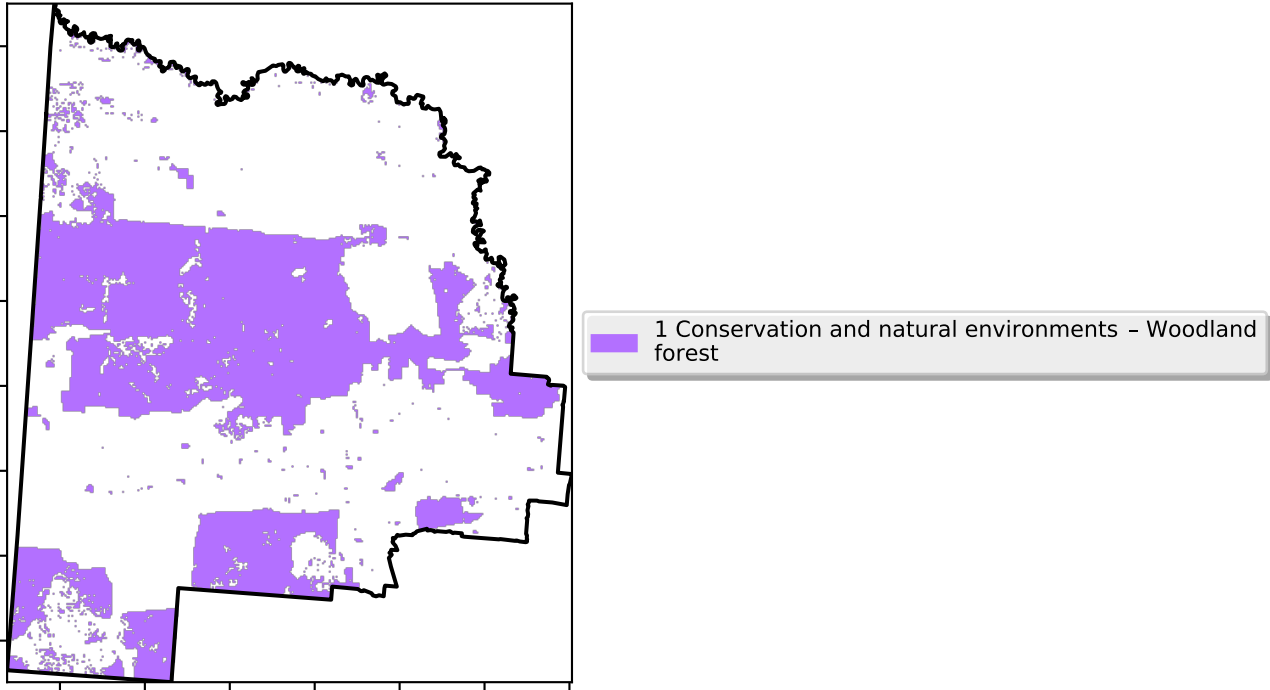 1 Conservation and natural environments – Woodland
forest